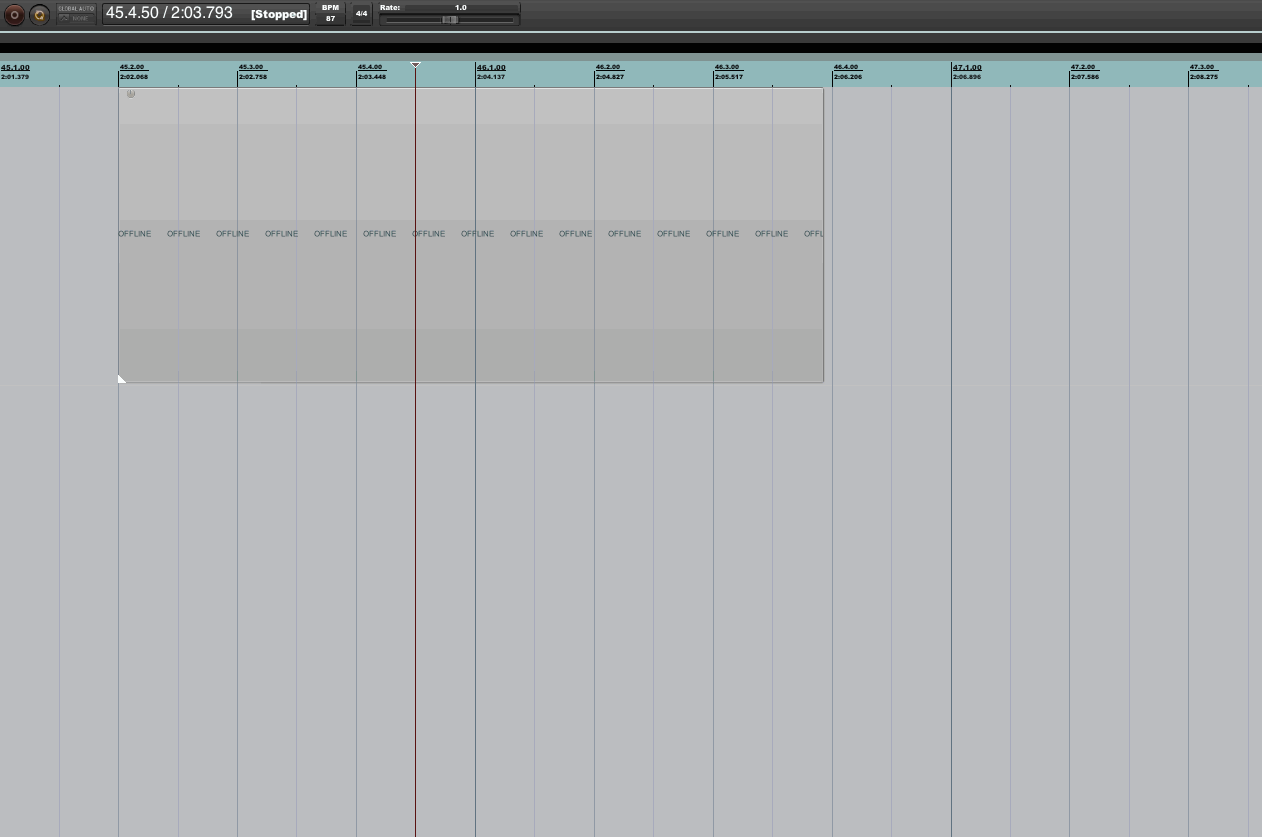 GLOBAL AUTO
NONE
45.4.50 / 2:03.793 [Stopped]
BPM
87
4/4
Rate: 1.0
45.1.00 45.2.00 45.3.00 45.4.00 46.1.00 46.2.00 46.3.00 46.4.00 47.1.00 47.2.00 47.3.00
2:01.379 2:02.068 2:02.758 2:03.448 2:04.137 2:04.827 2:05.517 2:06.206 2:06.896 2:07.586 2:08.275
OFFLINE OFFLINE OFFLINE OFFLINE OFFLINE OFFLINE OFFLINE OFFLINE OFFLINE OFFLINE OFFLINE OFFLINE OFFLINE OFFLINE OFFL